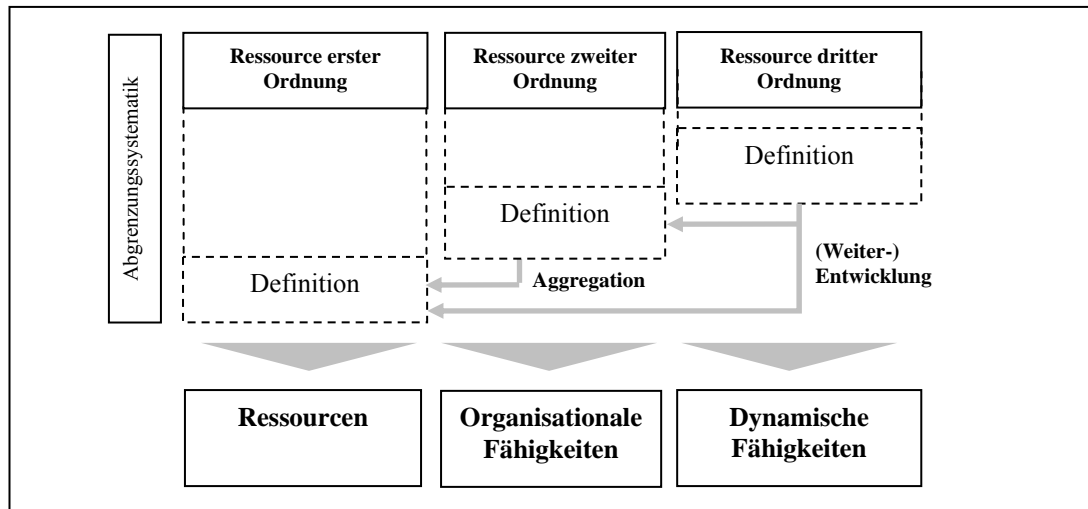 Abgrenzungssystematik
Ressource erster
Ordnung
Ressource zweiter
Ordnung
Ressource dritter
Ordnung
Definition
Definition
Definition
(Weiter-)
Entwicklung
Aggregation
Ressourcen
Organisationale
Fähigkeiten
Dynamische
Fähigkeiten